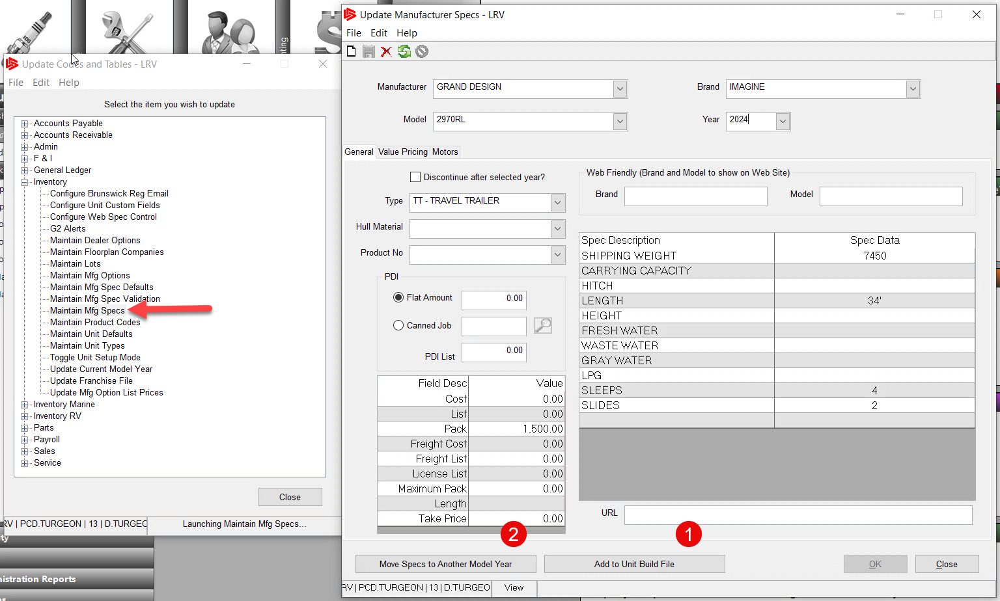 IDS
nting
Update Codes and Tables - LRV
File Edit Help
Select the item you wish to update
Accounts Payable
Accounts Receivable
Admin
F & I
General Ledger
Inventory
Configure Brunswick Reg Email
Configure Unit Custom Fields
Configure Web Spec Control
G2 Alerts
Maintain Dealer Options
Maintain Floorplan Companies
Maintain Lots
Maintain Mfg Options
Maintain Mfg Spec Defaults
Maintain Mfg Spec Validation
Maintain Mfg Specs
Maintain Product Codes
Maintain Unit Defaults
Maintain Unit Types
Toggle Unit Setup Mode
Update Current Model Year
Update Franchise File
Update Mfg Option List Prices
Inventory Marine
Inventory RV
Parts
Payroll
Sales
Service
Close
RV | PCD.TURGEON | 13 | D.TURGEC
Launching Maintain Mfg Specs...
ty
nistration Reports
Update Manufacturer Specs - LRV
File Edit Help
Manufacturer GRAND DESIGN Brand IMAGINE
Model 2970RL Year 2024
General Value Pricing Motors
Discontinue after selected year?
Type TT - TRAVEL TRAILER
Hull Material
Product No
PDI
Flat Amount 0.00
Canned Job
PDI List 0.00
Field Desc Value
Cost 0.00
List 0.00
Pack 1,500.00
Freight Cost 0.00
Freight List 0.00
License List 0.00
Maximum Pack 0.00
Length
Take Price 0.00
Web Friendly (Brand and Model to show on Web Site)
Brand Model
Spec Description Spec Data
SHIPPING WEIGHT 7450
CARRYING CAPACITY
HITCH
LENGTH 34'
HEIGHT
FRESH WATER
WASTE WATER
GRAY WATER
LPG
SLEEPS 4
SLIDES 2
URL
2 1
Move Specs to Another Model Year Add to Unit Build File OK Close
RV | PCD.TURGEON | 13 | D.TURGEO View